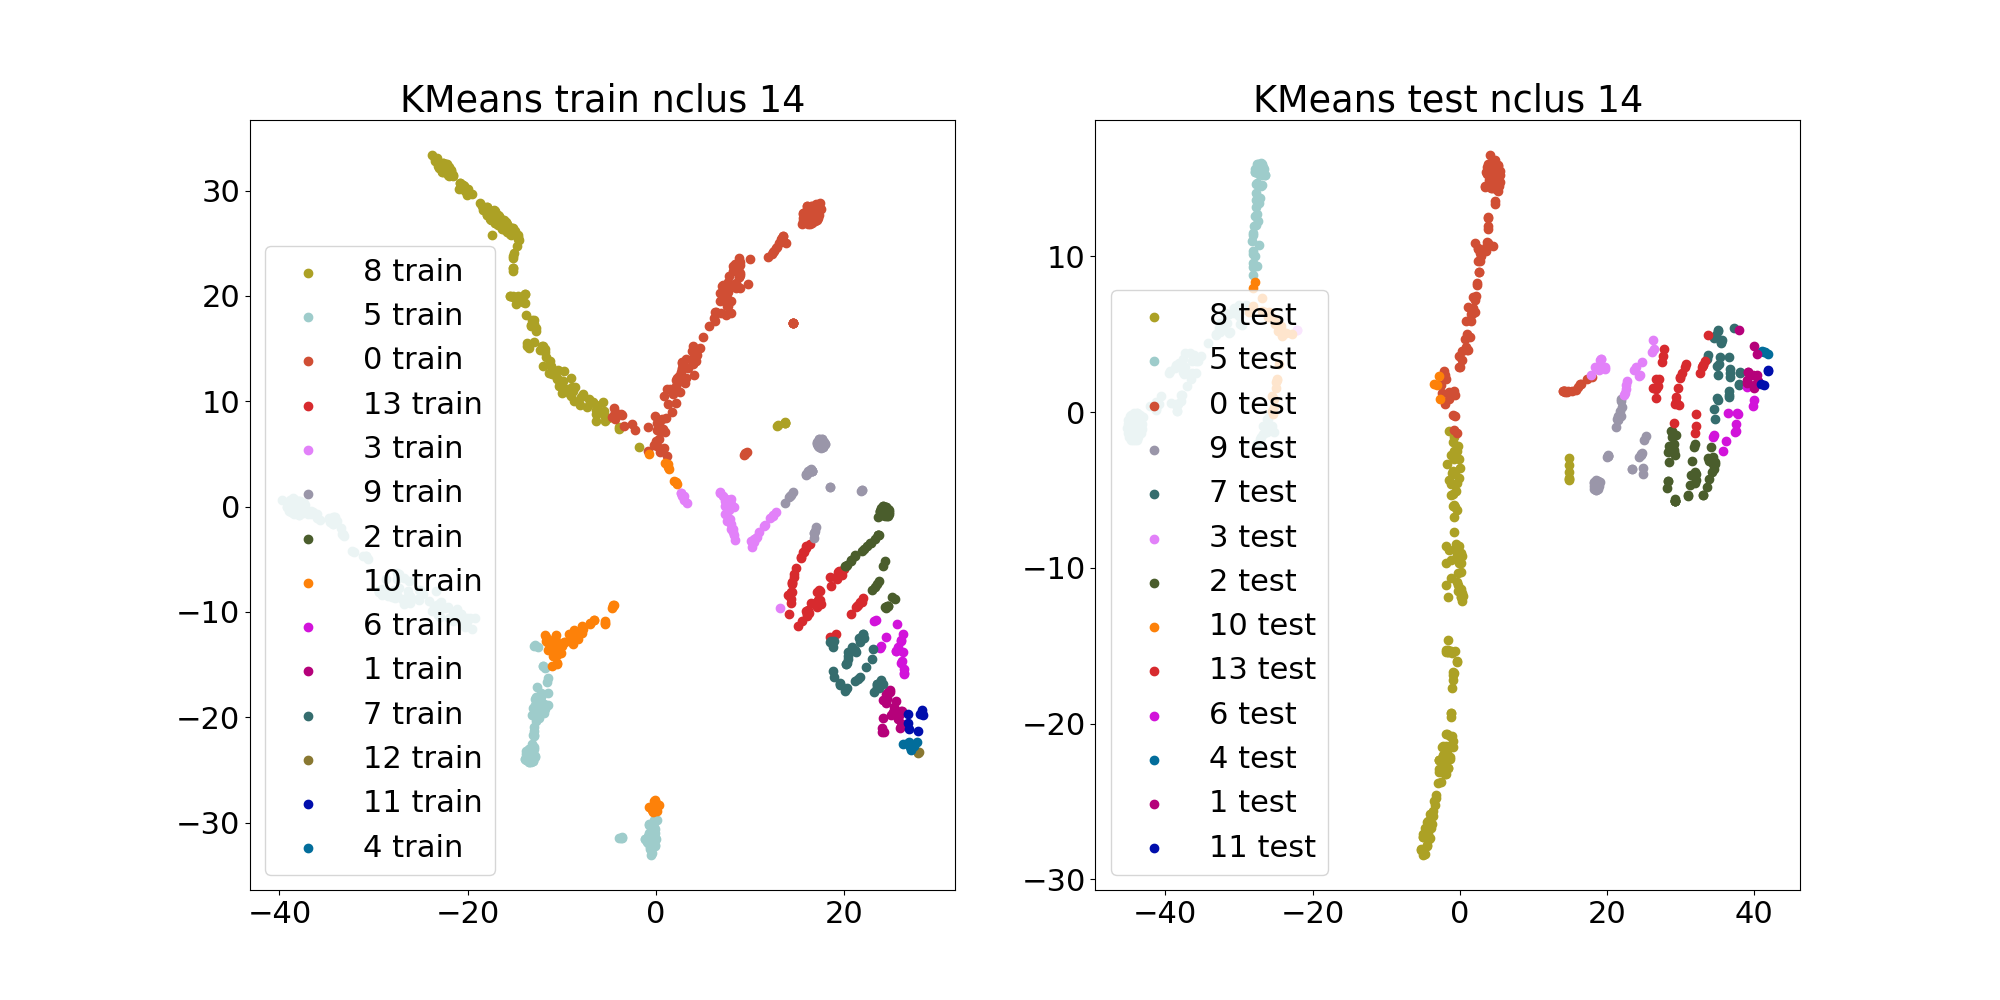 KMeans train nclus 14
30
20
10
0
−10
−20
−30
−40
−20
0
20
8 train
5 train
0 train
13 train
3 train
9 train
2 train
10 train
6 train
1 train
7 train
12 train
11 train
4 train
KMeans test nclus 14
10
0
−10
−20
−30
−40
−20
0
20
40
8 test
5 test
0 test
9 test
7 test
3 test
2 test
10 test
13 test
6 test
4 test
1 test
11 test